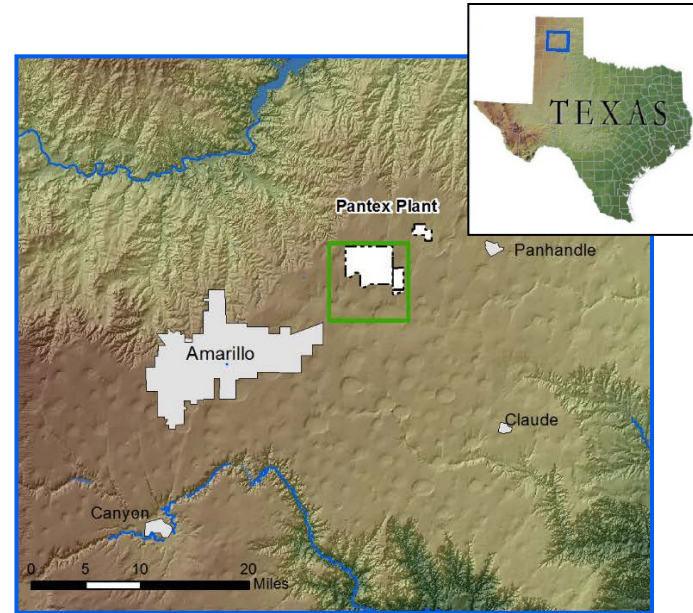 TEXAS
Pantex Plant
Panhandle
Amarillo
Claude
Canyon
0 5 10 20
Miles